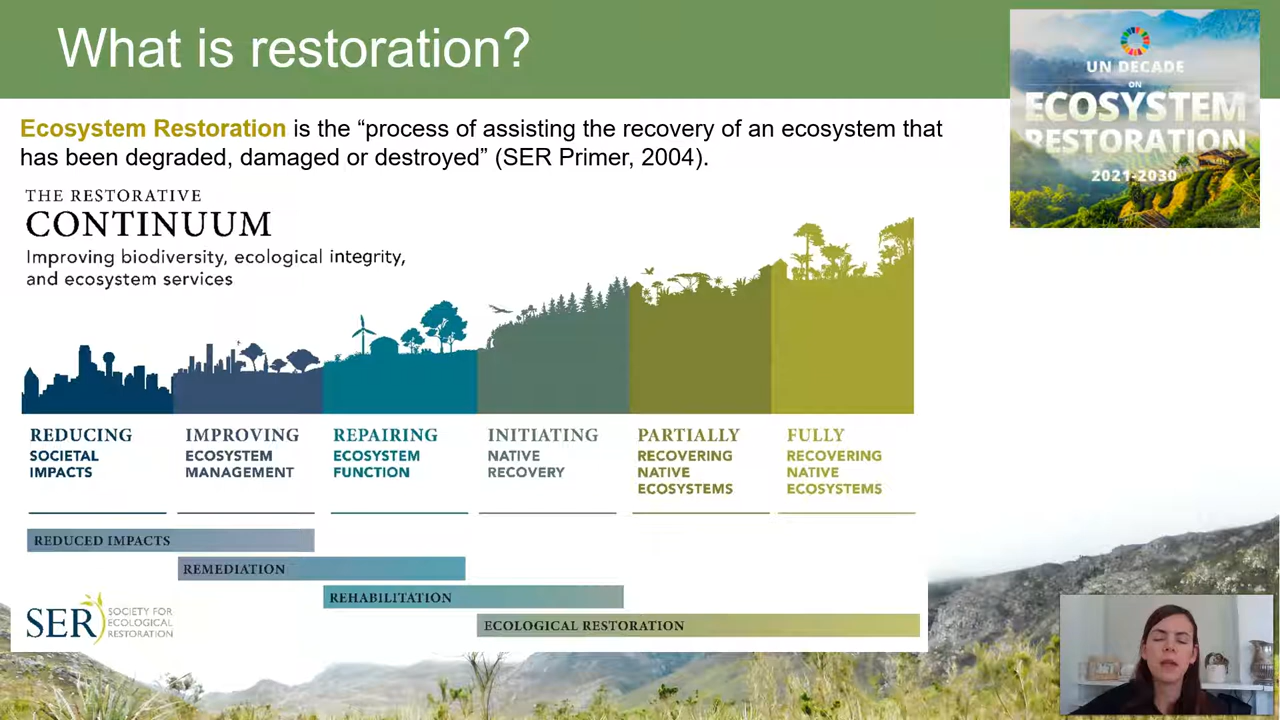 What is restoration?
UN DECADE
ON
ECOSYSTEM
RESTORATION
2021-2030
Ecosystem Restoration is the “process of assisting the recovery of an ecosystem that
has been degraded, damaged or destroyed” (SER Primer, 2004).
THE RESTORATIVE
CONTINUUM
Improving biodiversity, ecological integrity,
and ecosystem services
REDUCING
SOCIETAL
IMPACTS
IMPROVING
ECOSYSTEM
MANAGEMENT
REPAIRING
ECOSYSTEM
FUNCTION
INITIATING
NATIVE
RECOVERY
PARTIALLY
RECOVERING
NATIVE
ECOSYSTEMS
FULLY
RECOVERING
NATIVE
ECOSYSTEMS
REDUCED IMPACTS
REMEDIATION
REHABILITATION
ECOLOGICAL RESTORATION
SER
SOCIETY FOR
ECOLOGICAL
RESTORATION